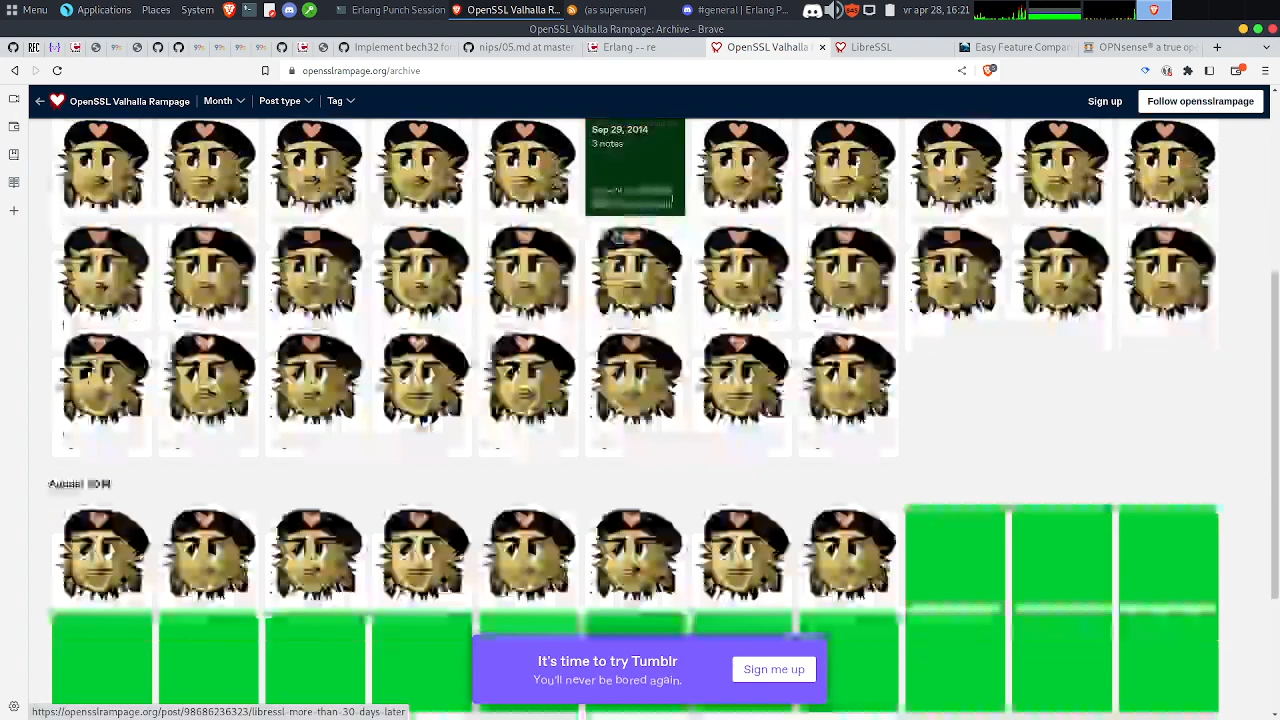 Menu Brows System Erlang Punch Session OpenSSL Valhalla R... (as superuser) #general | Erlang P... 645 vr apr 28, 16:21
OpenSSL Valhalla Rampage: Archive - Brave
Implement bech32 fo nips/05.md at master Erlang -- re OpenSSL Valhalla LibreSSL Easy Feature Compar OPNsense® a true ope
opensslrampage.org/archive
OpenSSL Valhalla Rampage Month Post type Tag Sign up Follow opensslrampage
Sep 29, 2014
3 notes
It's time to try Tumblr
You'll never be bored again.
Sign me up
https://opensslrampage.org/post/98686236323/libressl-more-than-30-days-later